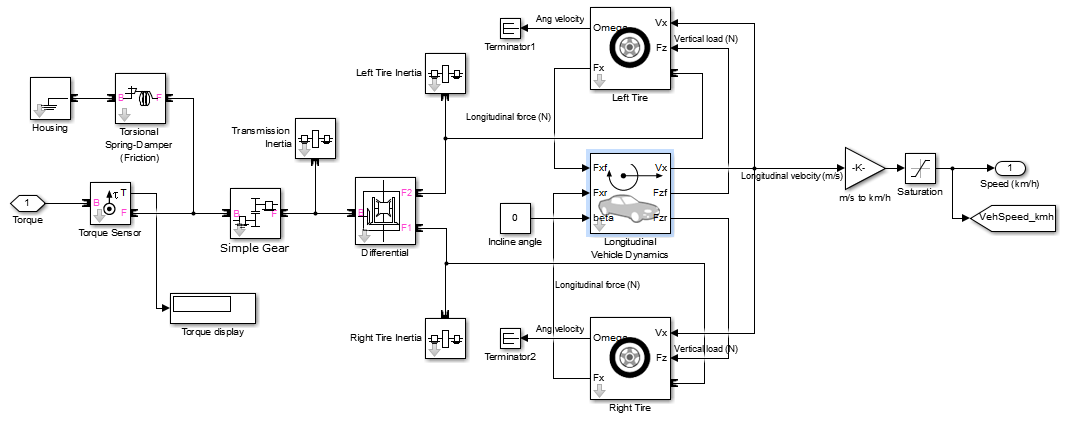 Ang velocity
Omega
Vx
Terminator1
Vertical load (N)
Fz
Fx
Left Tire Inertia
Left Tire
Housing
B
F
Torsional
Spring-Damper
(Friction)
Longitudinal force (N)
Transmission
Inertia
Fxf
Vx
Longitudinal velocity (m/s)
-K-
m/s to km/h
Saturation
1
Speed (km/h)
Fxr
Fzf
1
Torque
B
T
F
Torque Sensor
B
F
Simple Gear
B
F2
F1
Differential
0
Incline angle
beta
Fzr
Longitudinal
Vehicle Dynamics
VehSpeed_kmh
Longitudinal force (N)
Torque display
Right Tire Inertia
Ang velocity
Omega
Vx
Terminator2
Vertical load (N)
Fz
Fx
Right Tire